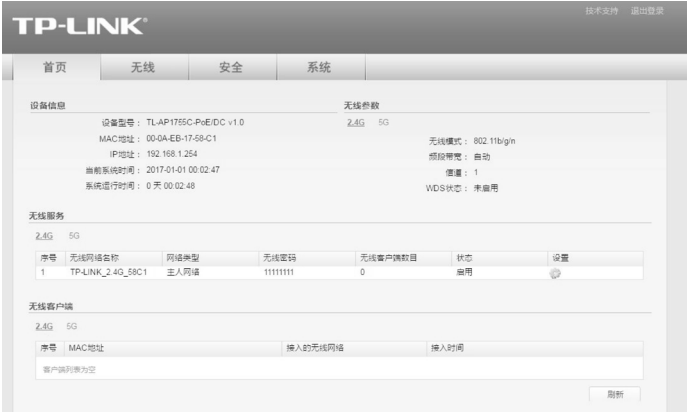 技术支持 退出登录
TP-LINK®
首页 无线 安全 系统
设备信息
设备型号： TL-AP1755C-PoE/DC v1.0
MAC地址： 00-0A-EB-17-58-C1
IP地址： 192.168.1.254
当前系统时间： 2017-01-01 00:02:47
系统运行时间： 0 天 00:02:48
无线参数
2.4G 5G
无线模式： 802.11b/g/n
频段带宽： 自动
信道： 1
WDS状态： 未启用
无线服务
2.4G 5G
序号 无线网络名称 网络类型 无线密码 无线客户端数目 状态 设置
1 TP-LINK_2.4G_58C1 主人网络 11111111 0 启用
无线客户端
2.4G 5G
序号 MAC地址 接入的无线网络 接入时间
客户端列表为空
刷新